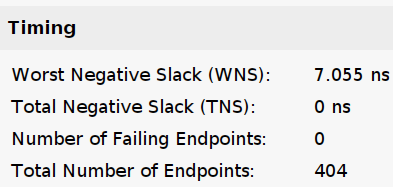 Timing
Worst Negative Slack (WNS): 7.055 ns
Total Negative Slack (TNS): 0 ns
Number of Failing Endpoints: 0
Total Number of Endpoints: 404